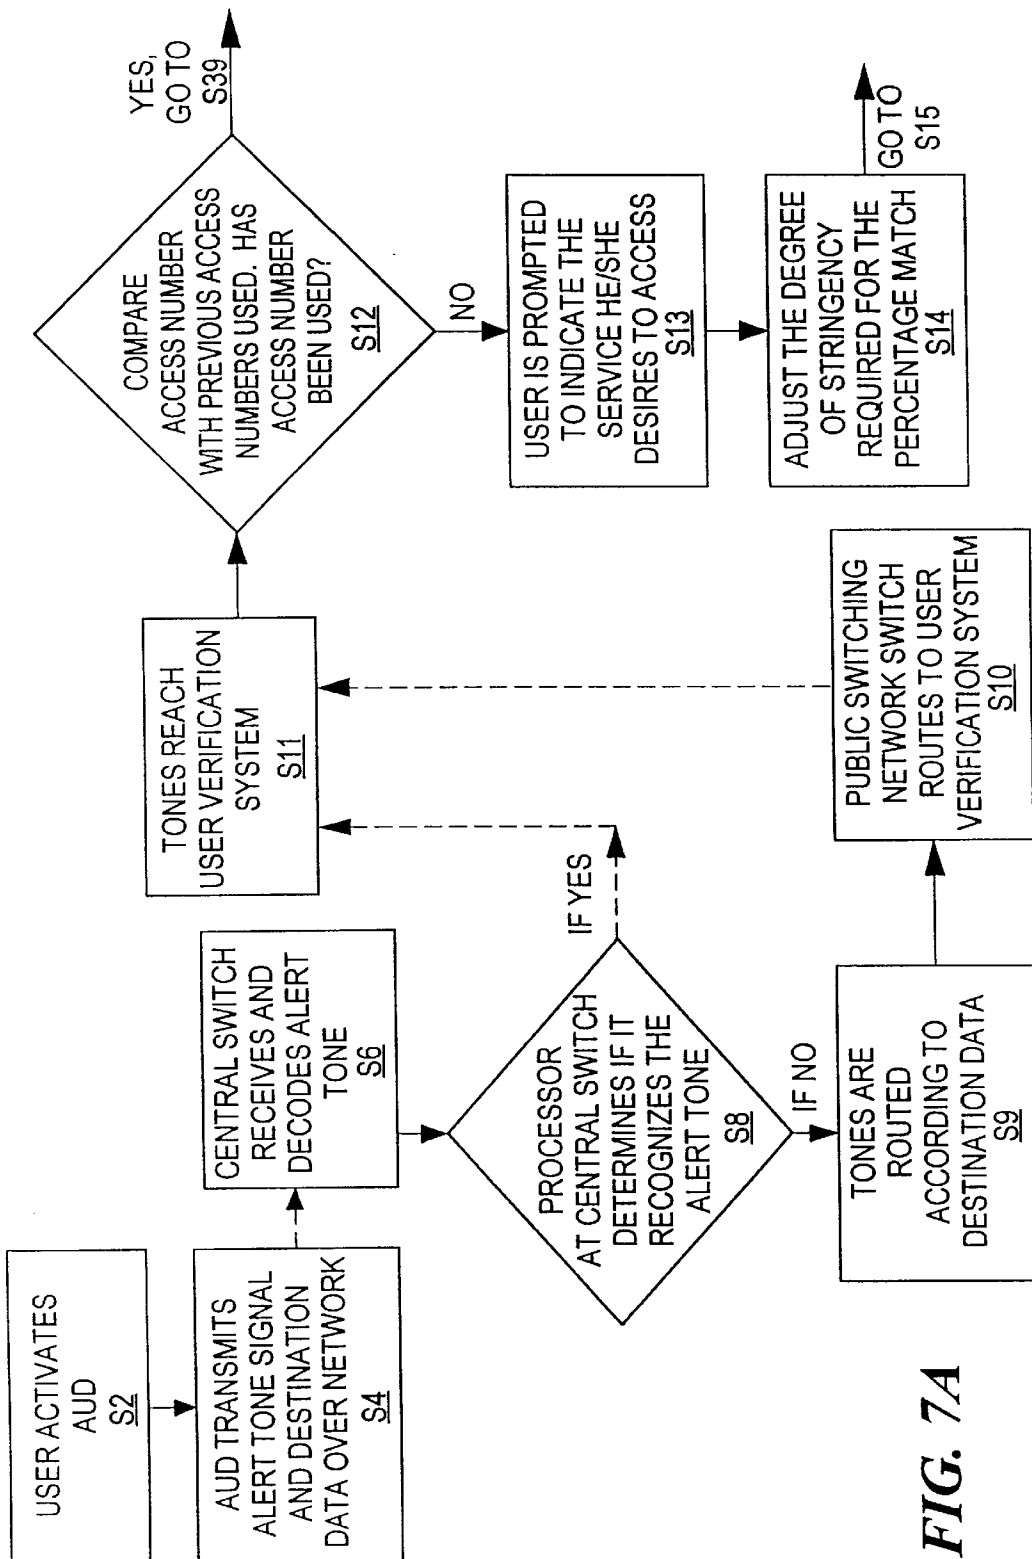 USER ACTIVATES
AUD
S2
AUD TRANSMITS
ALERT TONE SIGNAL
AND DESTINATION
DATA OVER NETWORK
S4
CENTRAL SWITCH
RECEIVES AND
DECODES ALERT
TONE
S6
PROCESSOR
AT CENTRAL SWITCH
DETERMINES IF IT
RECOGNIZES THE
ALERT TONE
S8
IF YES
IF NO
TONES ARE
ROUTED
ACCORDING TO
DESTINATION DATA
S9
PUBLIC SWITCHING
NETWORK SWITCH
ROUTES TO USER
VERIFICATION SYSTEM
S10
TONES REACH
USER VERIFICATION
SYSTEM
S11
COMPARE
ACCESS NUMBER
WITH PREVIOUS ACCESS
NUMBERS USED. HAS
ACCESS NUMBER
BEEN USED?
S12
YES,
GO TO
S39
NO
USER IS PROMPTED
TO INDICATE THE
SERVICE HE/SHE
DESIRES TO ACCESS
S13
ADJUST THE DEGREE
OF STRINGENCY
REQUIRED FOR THE
PERCENTAGE MATCH
S14
GO TO
S15
FIG. 7A